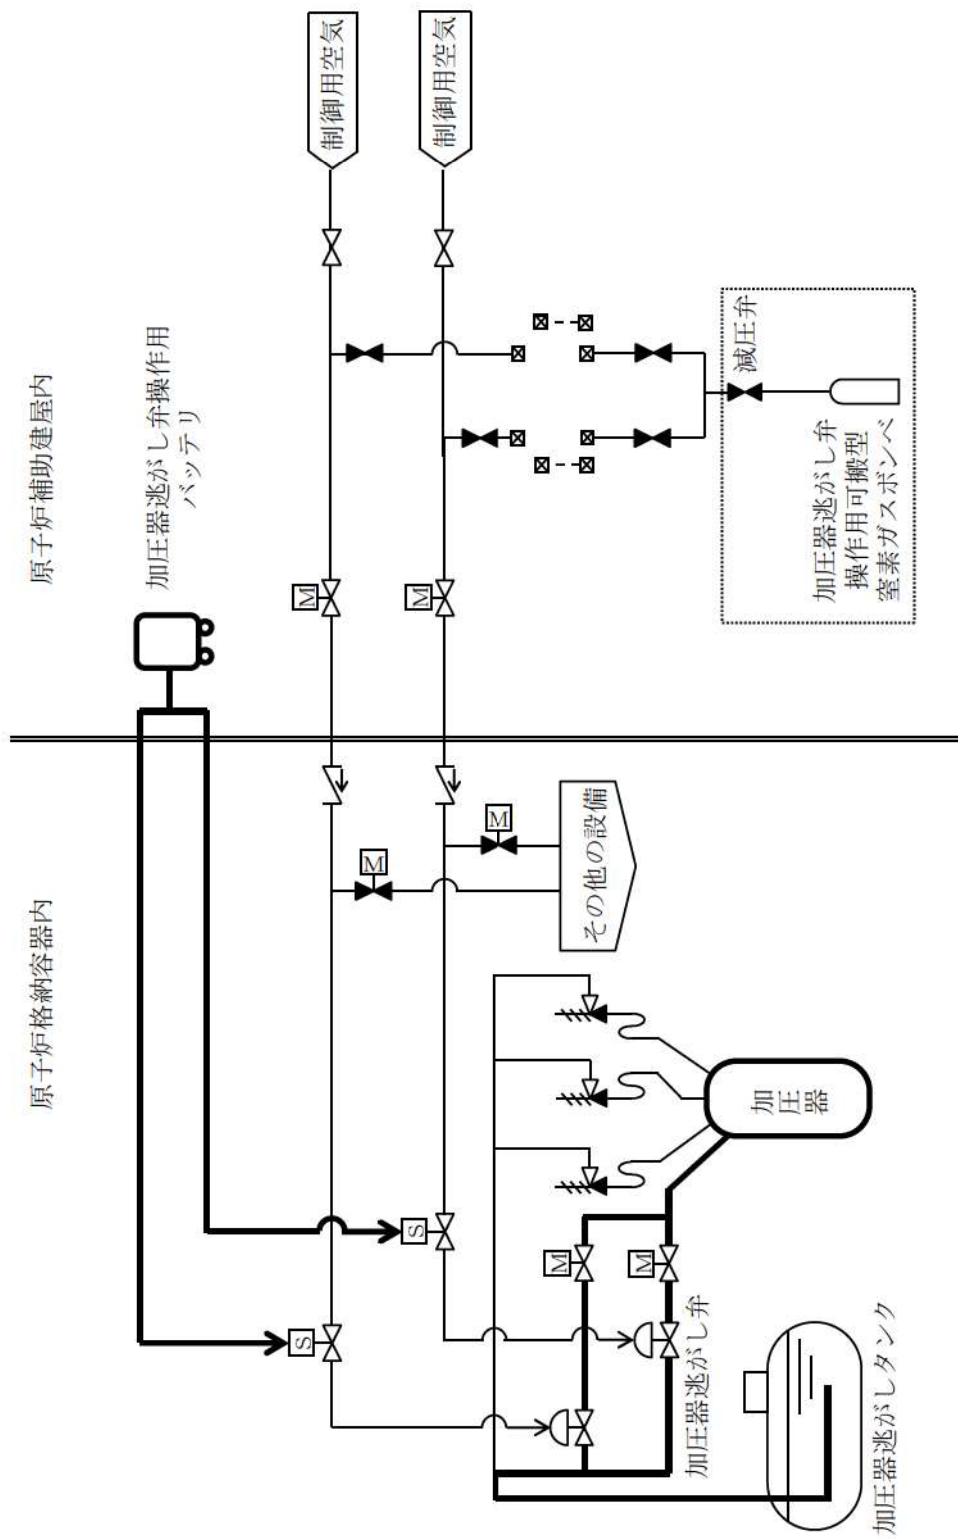 原子炉格納容器内
原子炉補助建屋内
加圧器逃がし弁操作用
バッテリ
制御用空気
制御用空気
M
M
M
M
その他の設備
S
S
M
M
加圧器
加圧器逃がし弁
加圧器逃がしタンク
減圧弁
加圧器逃がし弁
操作用可搬型
窒素ガスボンベ